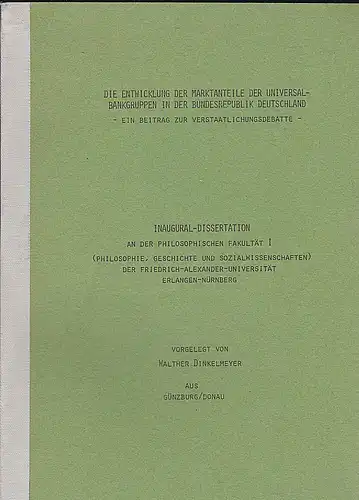 DIE ENTWICKLUNG DER MARKTANTEILE DER UNIVERSAL-
BANKGRUPPEN IN DER BUNDESREPUBLIK DEUTSCHLAND
- EIN BEITRAG ZUR VERSTAATLICHUNGSDEBATTE -
INAUGURAL-DISSERTATION
AN DER PHILOSOPHISCHEN FAKULTÄT I
(PHILOSOPHIE, GESCHICHTE UND SOZIALWISSENSCHAFTEN)
DER FRIEDRICH-ALEXANDER-UNIVERSITÄT
ERLANGEN-NÜRNBERG
VORGELEGT VON
WALTHER DINKELMEYER
AUS
GÜNZBURG/DONAU